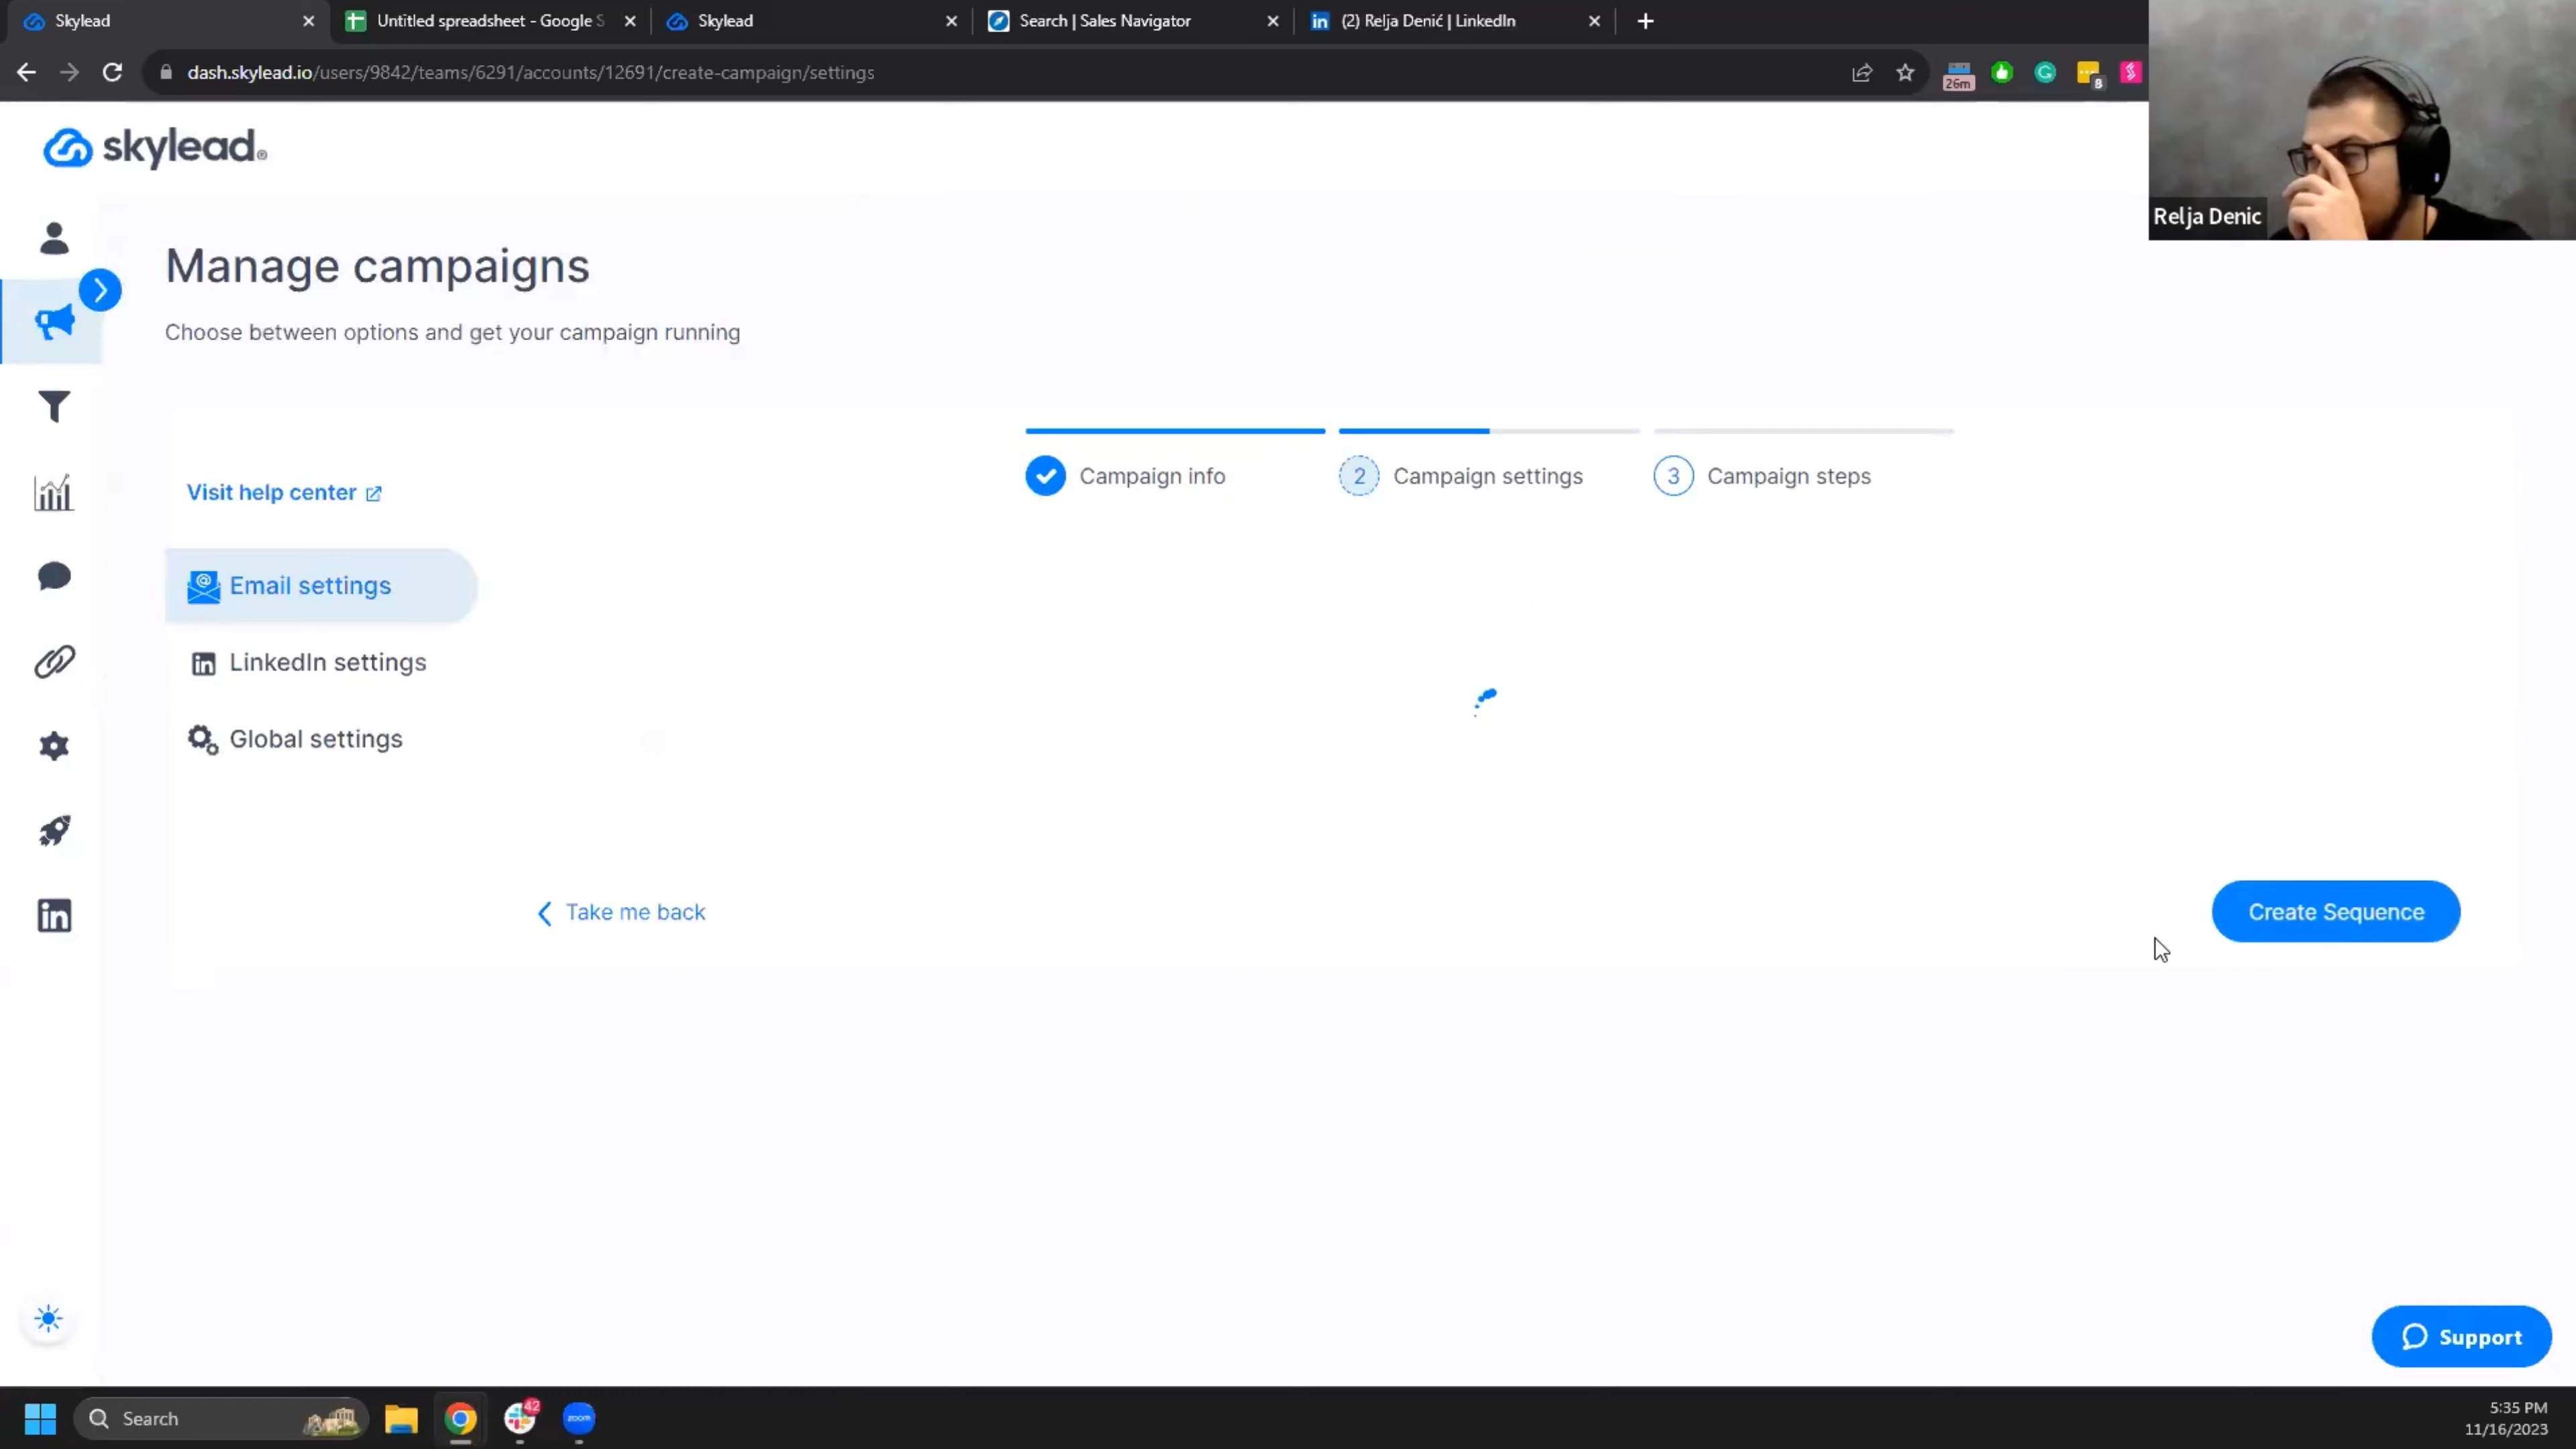 Skylead
Untitled spreadsheet - Google S
Skylead
Search | Sales Navigator
(2) Relja Denić | LinkedIn
dash.skylead.io/users/9842/teams/6291/accounts/12691/create-campaign/settings
26m
8
Relja Denic
skylead®
Manage campaigns
Choose between options and get your campaign running
Campaign info
2 Campaign settings
3 Campaign steps
Visit help center
Email settings
LinkedIn settings
Global settings
Take me back
Create Sequence
Support
Search
42
zoom
5:35 PM
11/16/2023